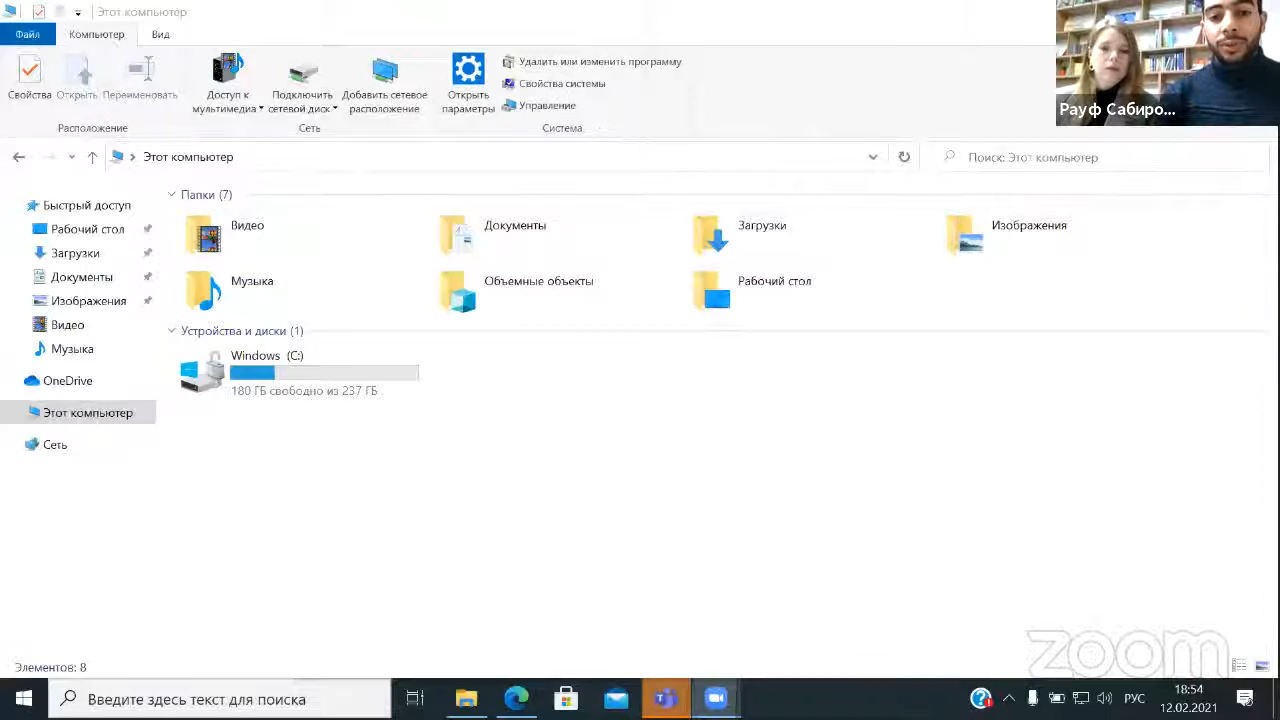 Этот компьютер
Файл
Компьютер
Вид
Свойства
Открыть
Переименовать
Доступ к мультимедиа
Подключить сетевой диск
Добавить сетевое расположение
Открыть параметры
Удалить или изменить программу
Свойства системы
Управление
Расположение
Сеть
Система
Рауф Сабиро...
Этот компьютер
Поиск: Этот компьютер
Быстрый доступ
Рабочий стол
Загрузки
Документы
Изображения
Видео
Музыка
OneDrive
Этот компьютер
Сеть
Папки (7)
Видео
Документы
Загрузки
Изображения
Музыка
Объемные объекты
Рабочий стол
Устройства и диски (1)
Windows (C:)
180 ГБ свободно из 237 ГБ
zoom
Элементов: 8
Введите здесь текст для поиска
РУС
18:54
12.02.2021